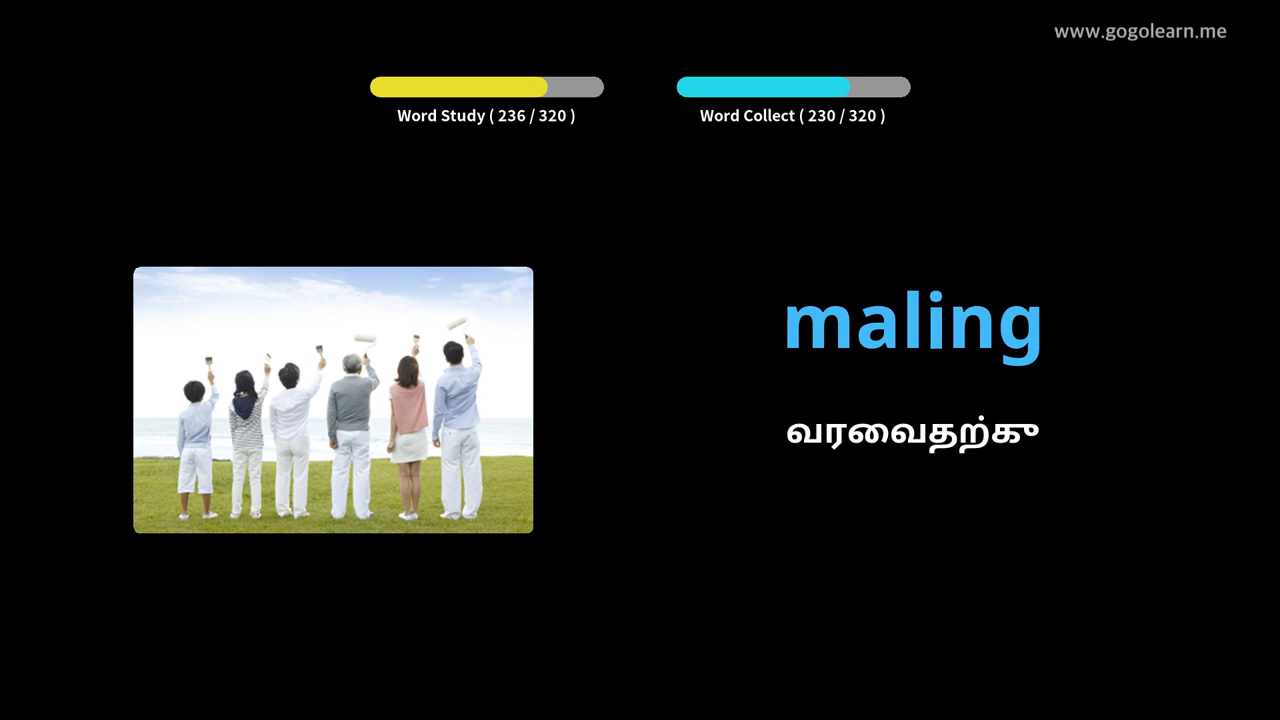 www.gogolearn.me
Word Study ( 236 / 320 )
Word Collect ( 230 / 320 )
maling
வரவைதற்கு